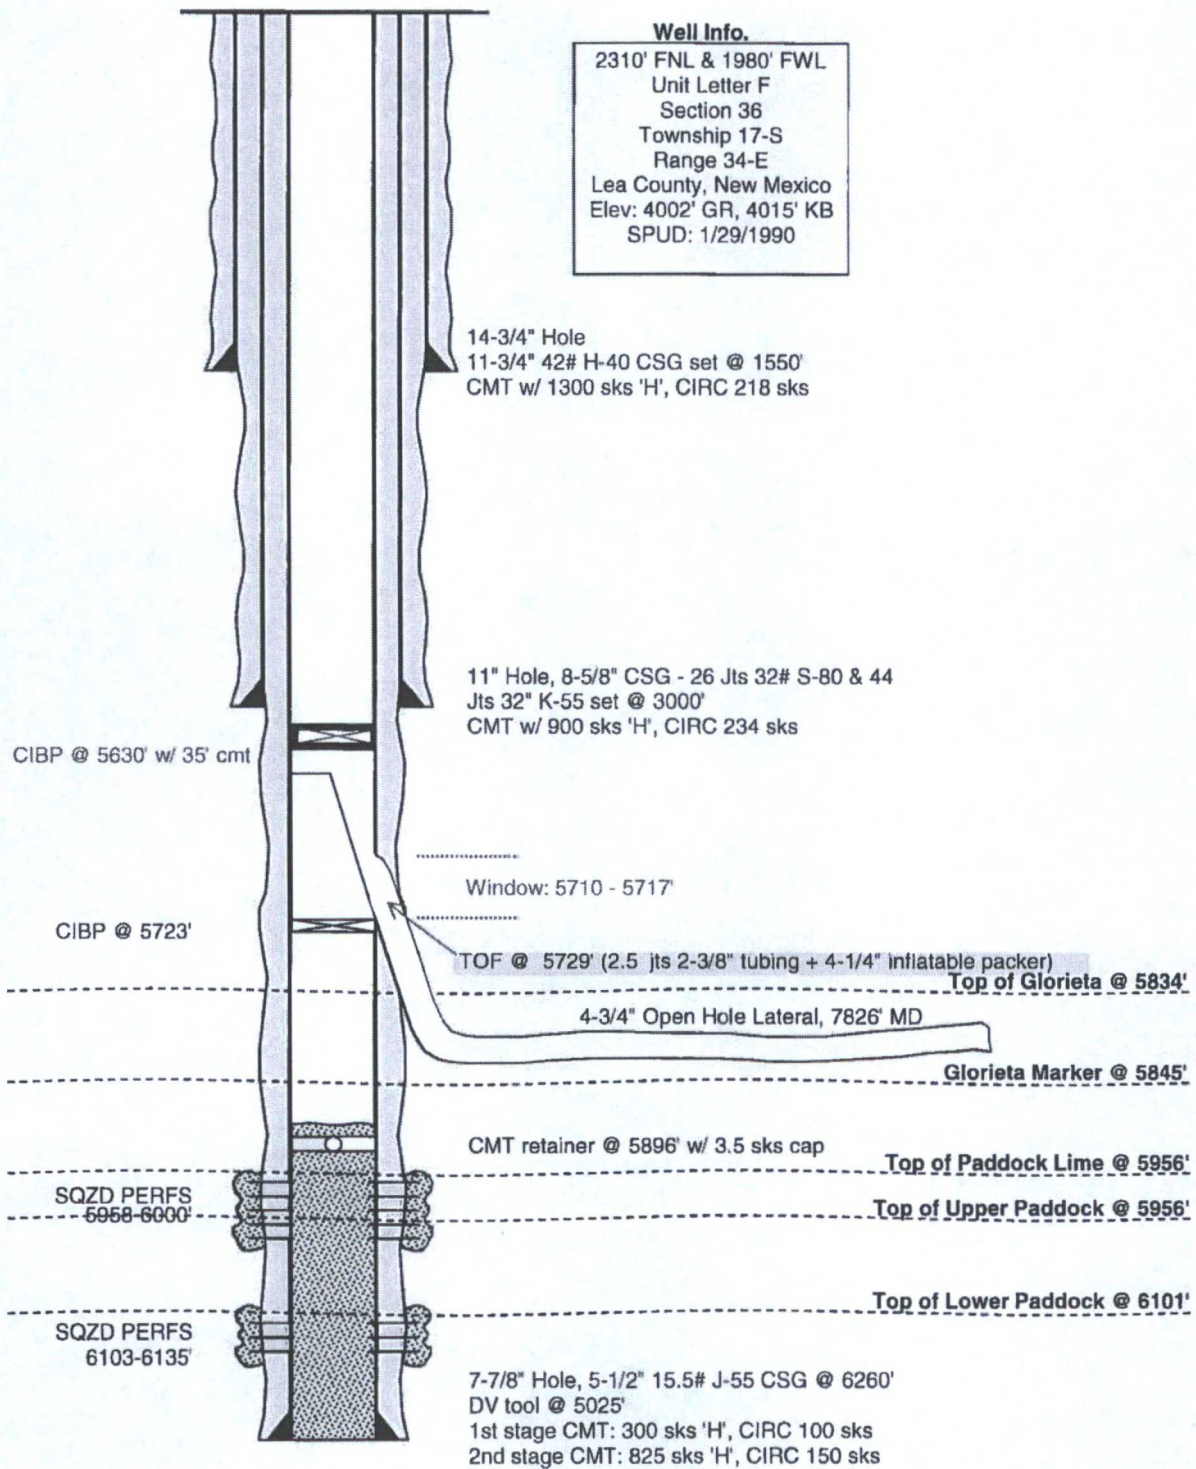 Well Info.
2310' FNL & 1980' FWL
Unit Letter F
Section 36
Township 17-S
Range 34-E
Lea County, New Mexico
Elev: 4002' GR, 4015' KB
SPUD: 1/29/1990
14-3/4" Hole
11-3/4" 42# H-40 CSG set @ 1550'
CMT w/ 1300 sks 'H', CIRC 218 sks
11" Hole, 8-5/8" CSG - 26 Jts 32# S-80 & 44
Jts 32" K-55 set @ 3000'
CMT w/ 900 sks 'H', CIRC 234 sks
CIBP @ 5630' w/ 35' cmt
Window: 5710 - 5717'
CIBP @ 5723'
TOF @ 5729' (2.5 jts 2-3/8" tubing + 4-1/4" inflatable packer)
Top of Glorieta @ 5834'
4-3/4" Open Hole Lateral, 7826' MD
Glorieta Marker @ 5845'
CMT retainer @ 5896' w/ 3.5 sks cap
Top of Paddock Lime @ 5956'
SQZD PERFS
5958-6000'
Top of Upper Paddock @ 5956'
Top of Lower Paddock @ 6101'
SQZD PERFS
6103-6135'
7-7/8" Hole, 5-1/2" 15.5# J-55 CSG @ 6260'
DV tool @ 5025'
1st stage CMT: 300 sks 'H', CIRC 100 sks
2nd stage CMT: 825 sks 'H', CIRC 150 sks